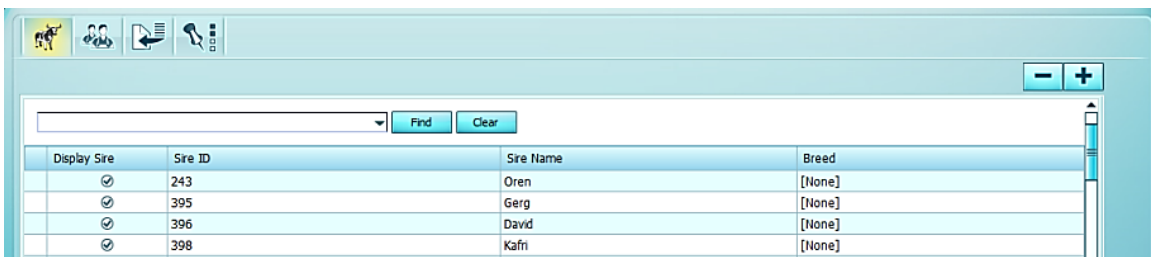 Find Clear
Display Sire Sire ID Sire Name Breed
243 Oren [None]
395 Gerg [None]
396 David [None]
398 Kafri [None]